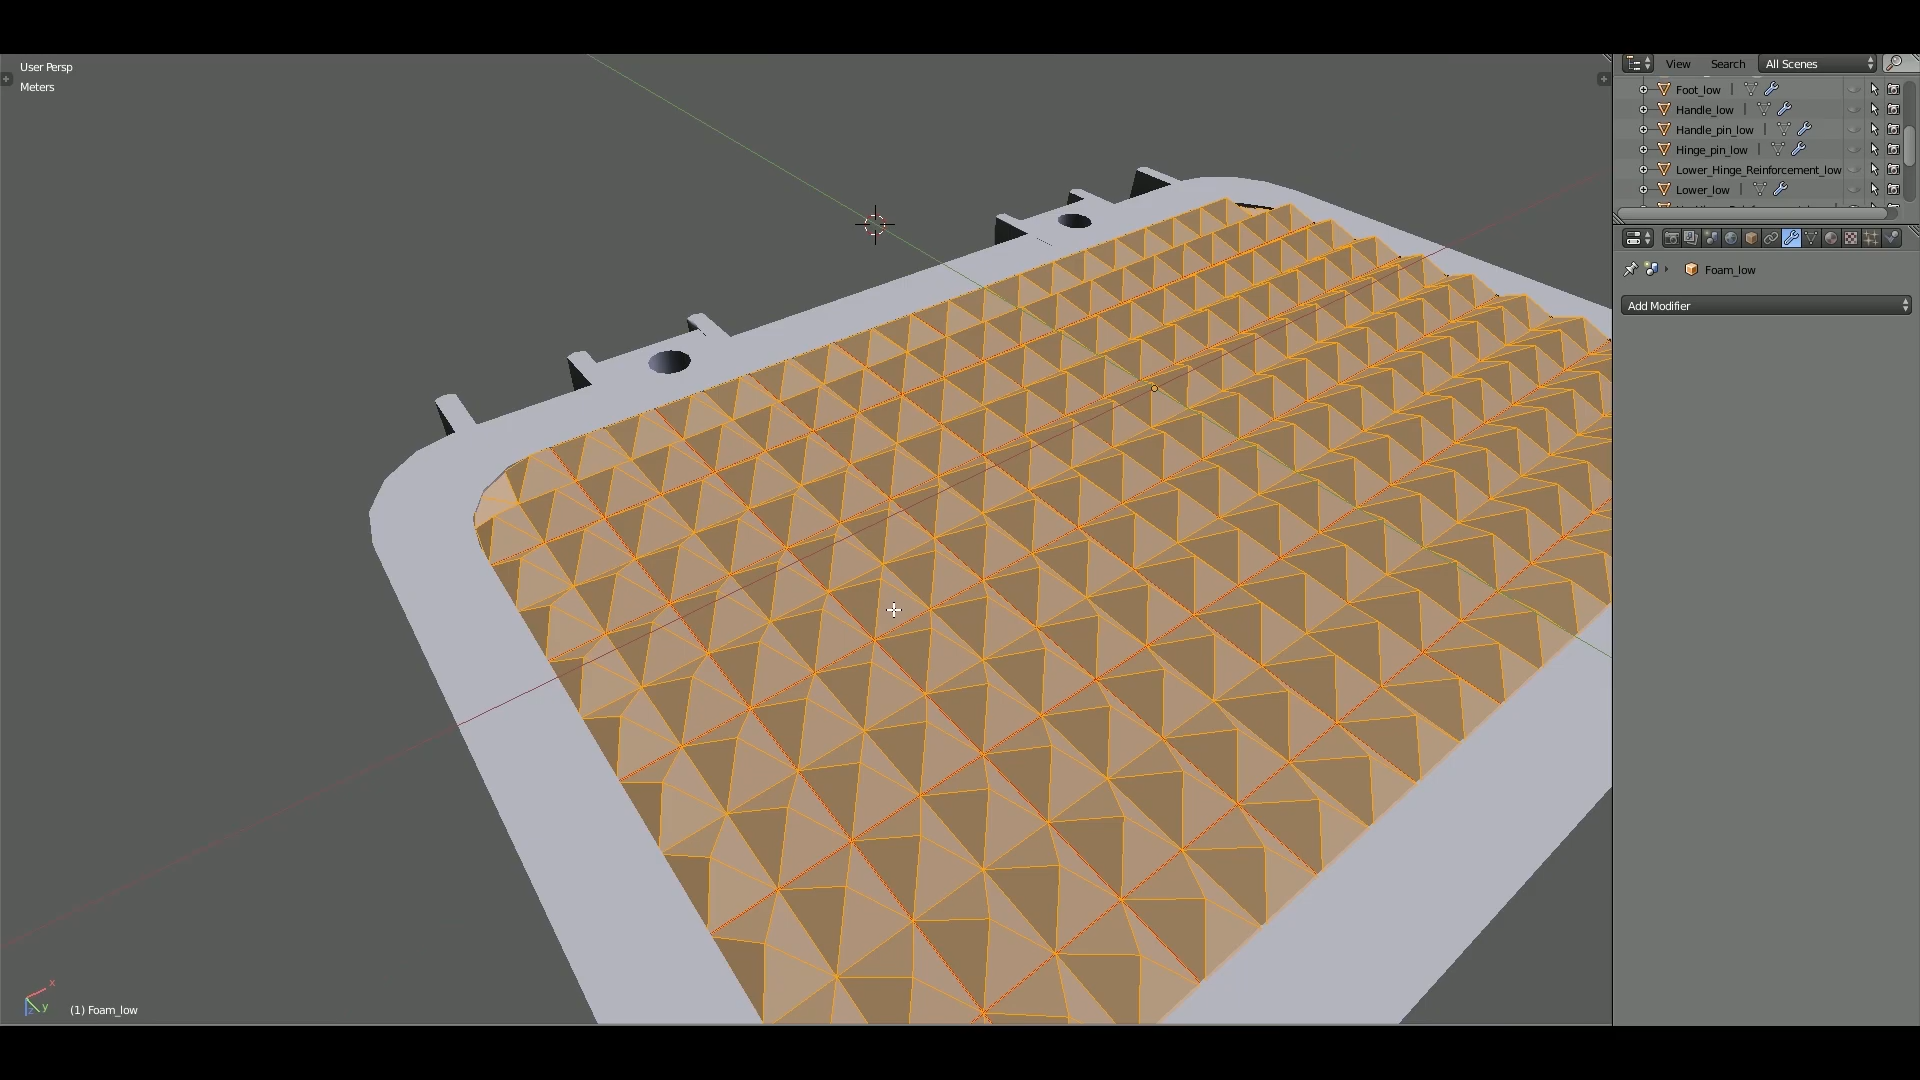 User Persp
Meters
View Search All Scenes
Foot_low
Handle_low
Handle_pin_low
Hinge_pin_low
Lower_Hinge_Reinforcement_low
Lower_low
Foam_low
Add Modifier
x
y
z
(1) Foam_low